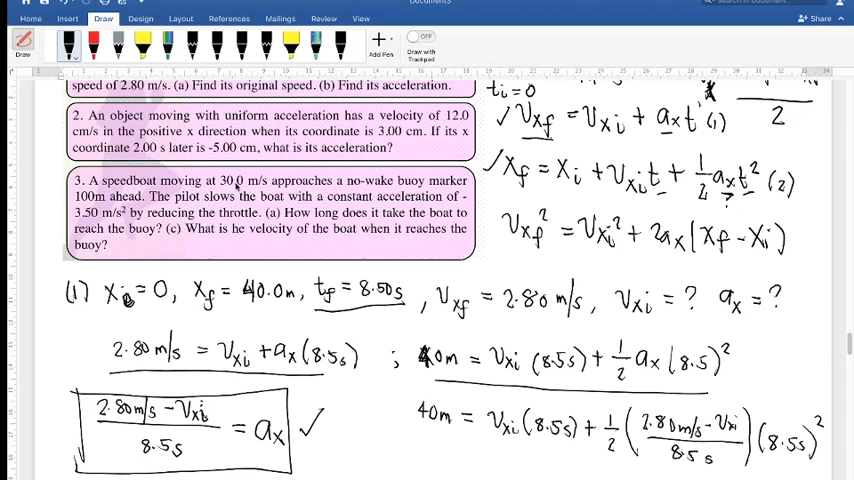 Document3
Search in Document
Home Insert Draw Design Layout References Mailings Review View
Share
OFF
Draw
Add Pen
Draw with
Trackpad
speed of 2.80 m/s. (a) Find its original speed. (b) Find its acceleration.
2. An object moving with uniform acceleration has a velocity of 12.0
cm/s in the positive x direction when its coordinate is 3.00 cm. If its x
coordinate 2.00 s later is -5.00 cm, what is its acceleration?
3. A speedboat moving at 30.0 m/s approaches a no-wake buoy marker
100m ahead. The pilot slows the boat with a constant acceleration of -
3.50 m/s² by reducing the throttle. (a) How long does it take the boat to
reach the buoy? (c) What is he velocity of the boat when it reaches the
buoy?
tᵢ=0
2
✓ Vxf = Vxi + axt (1)
✓ Xf = Xi + Vxi t + 1/2 axt² (2)
?
Vxf² = Vxi² + 2ax(Xf - Xi)
(1) Xi = 0, Xf = 40.0m, tf = 8.50s, Vxf = 2.80 m/s, Vxi = ? ax = ?
2.80 m/s = Vxi + ax(8.5s) ; 40m = Vxi (8.5s) + 1/2 ax (8.5)²
(2.80m/s - Vxi)/8.5s = ax ✓
40m = Vxi(8.5s) + 1/2 ((2.80m/s - Vxi)/8.5s) (8.5s)²